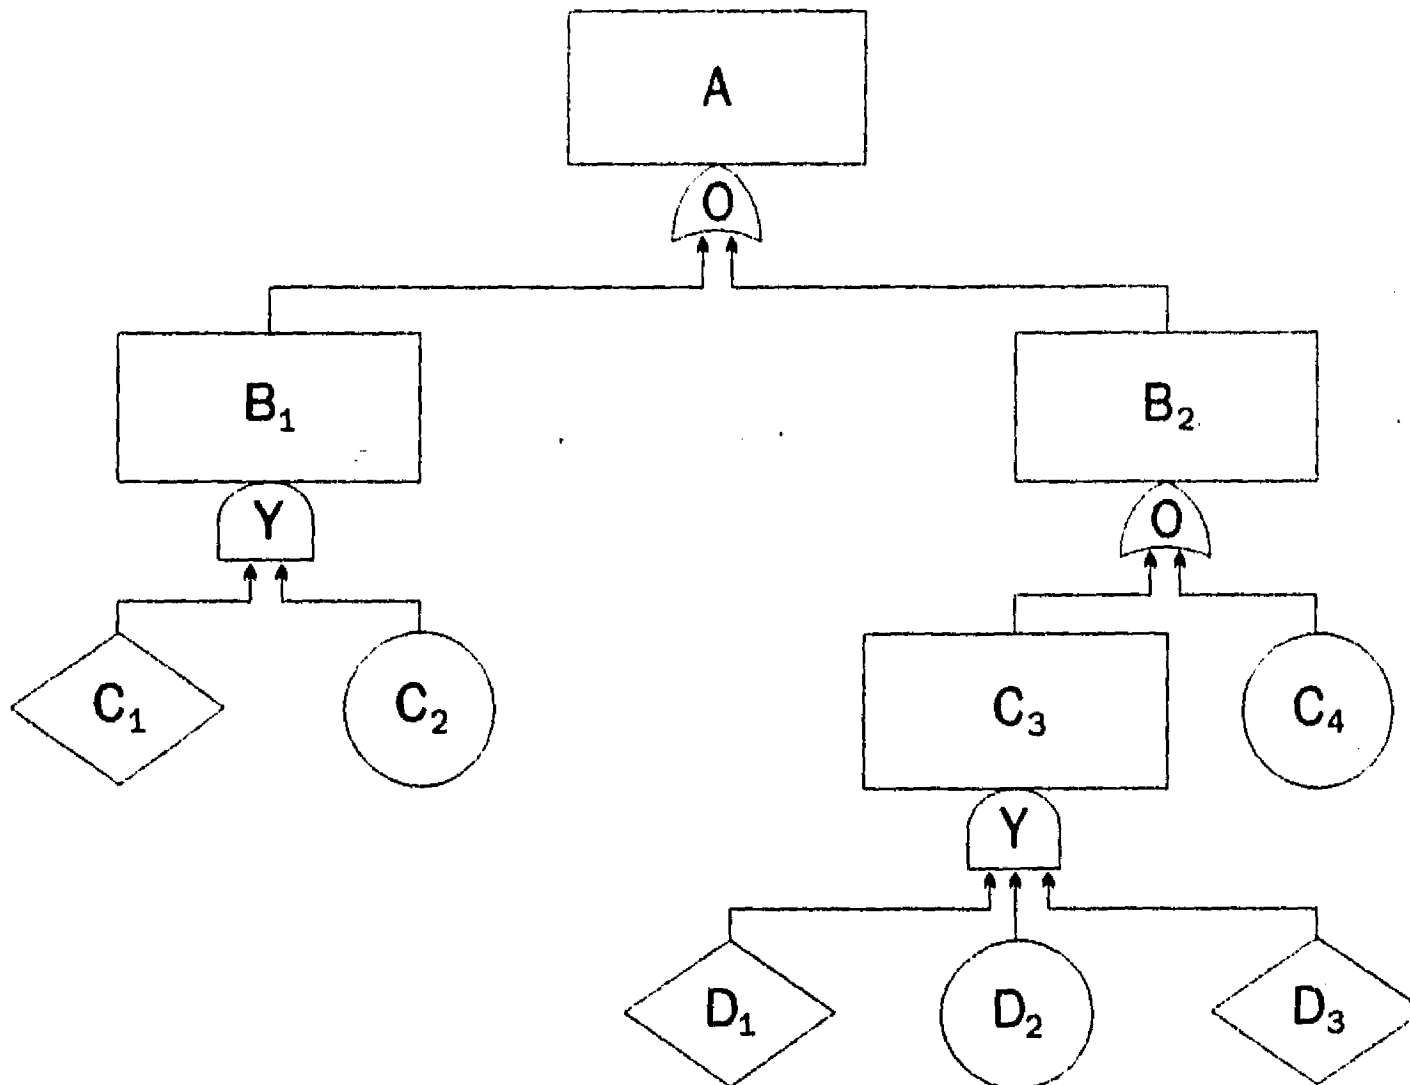 A
O
B₁ B₂
Y O
C₁ C₂ C₃ C₄
Y
D₁ D₂ D₃